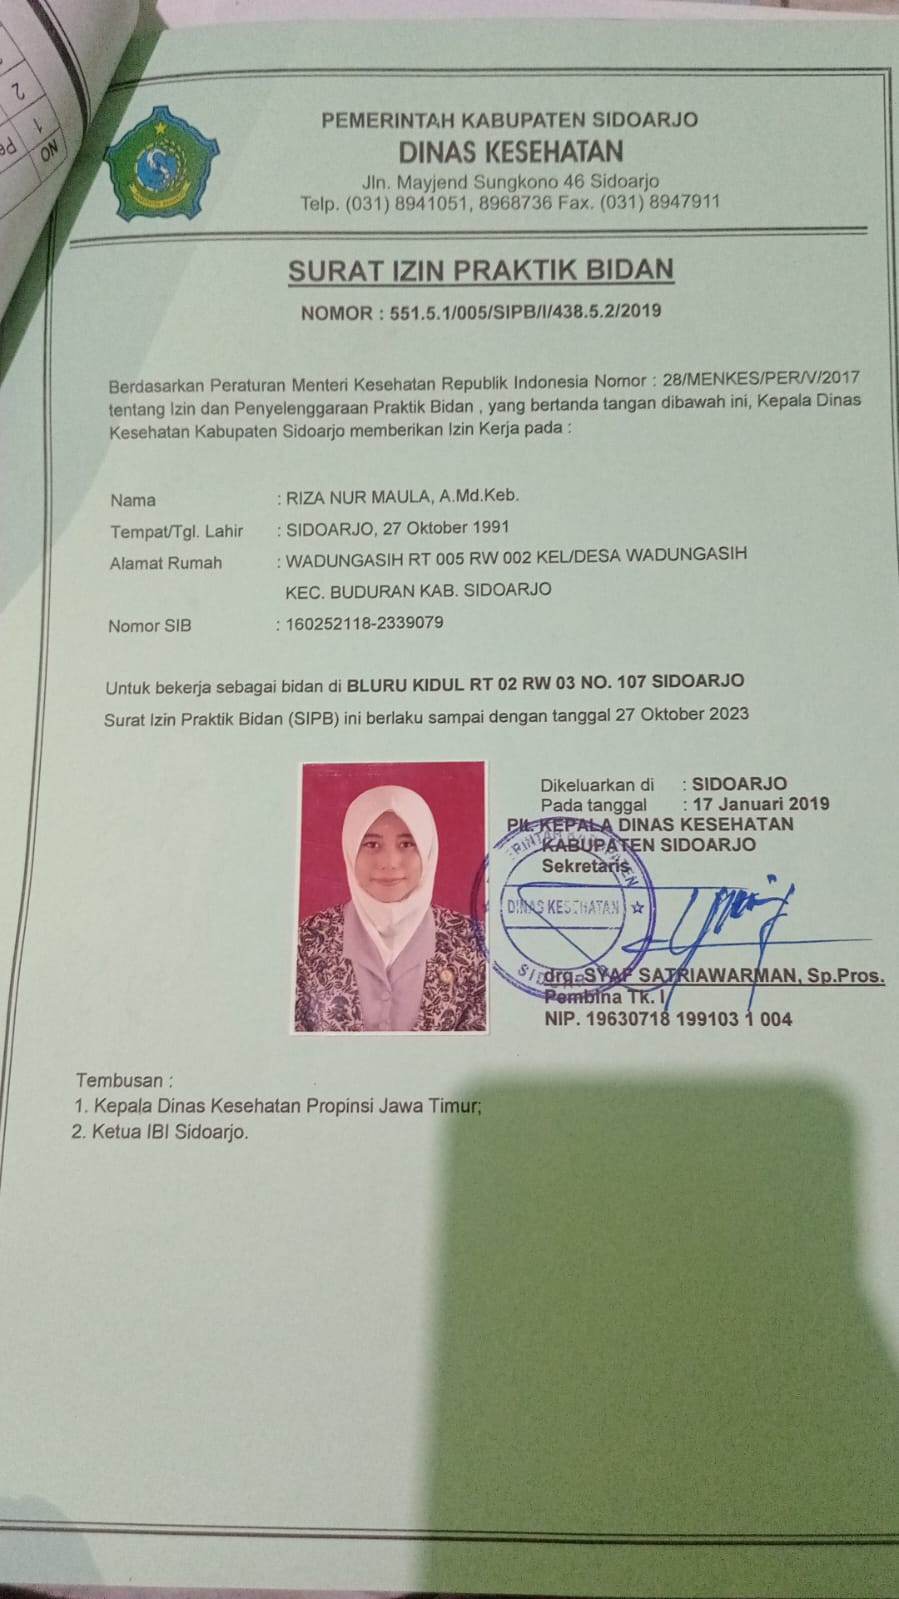 NO
1
2
PEMERINTAH KABUPATEN SIDOARJO
DINAS KESEHATAN
Jln. Mayjend Sungkono 46 Sidoarjo
Telp. (031) 8941051, 8968736 Fax. (031) 8947911
SURAT IZIN PRAKTIK BIDAN
NOMOR : 551.5.1/005/SIPB/I/438.5.2/2019
Berdasarkan Peraturan Menteri Kesehatan Republik Indonesia Nomor : 28/MENKES/PER/V/2017
tentang Izin dan Penyelenggaraan Praktik Bidan , yang bertanda tangan dibawah ini, Kepala Dinas
Kesehatan Kabupaten Sidoarjo memberikan Izin Kerja pada :
Nama : RIZA NUR MAULA, A.Md.Keb.
Tempat/Tgl. Lahir : SIDOARJO, 27 Oktober 1991
Alamat Rumah : WADUNGASIH RT 005 RW 002 KEL/DESA WADUNGASIH
KEC. BUDURAN KAB. SIDOARJO
Nomor SIB : 160252118-2339079
Untuk bekerja sebagai bidan di BLURU KIDUL RT 02 RW 03 NO. 107 SIDOARJO
Surat Izin Praktik Bidan (SIPB) ini berlaku sampai dengan tanggal 27 Oktober 2023
Dikeluarkan di : SIDOARJO
Pada tanggal : 17 Januari 2019
Plt. KEPALA DINAS KESEHATAN
KABUPATEN SIDOARJO
Sekretaris
DINAS KESEHATAN
drg. SYAF SATRIAWARMAN, Sp.Pros.
Pembina Tk. I
NIP. 19630718 199103 1 004
Tembusan :
1. Kepala Dinas Kesehatan Propinsi Jawa Timur;
2. Ketua IBI Sidoarjo.